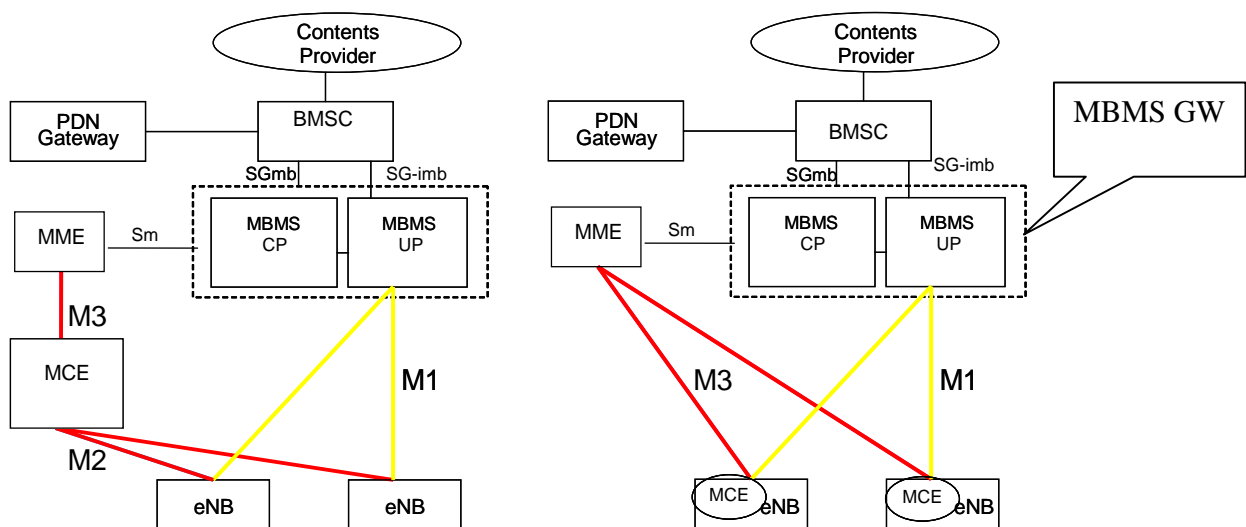 Contents
Provider
PDN
Gateway
BMSC
SGmb
SG-imb
MBMS
CP
MBMS
UP
MME
Sm
M3
MCE
M2
M1
eNB
eNB
Contents
Provider
PDN
Gateway
BMSC
MBMS GW
SGmb
SG-imb
MBMS
CP
MBMS
UP
MME
Sm
M3
M1
MCE
eNB
MCE
eNB